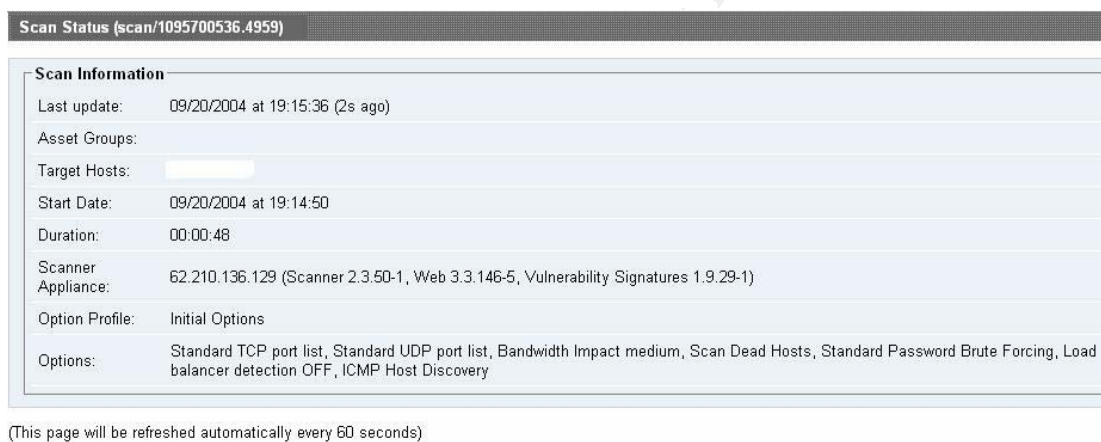 Scan Status (scan/1095700536.4959)
Scan Information
Last update: 09/20/2004 at 19:15:36 (2s ago)
Asset Groups:
Target Hosts:
Start Date: 09/20/2004 at 19:14:50
Duration: 00:00:48
Scanner
Appliance: 62.210.136.129 (Scanner 2.3.50-1, Web 3.3.146-5, Vulnerability Signatures 1.9.29-1)
Option Profile: Initial Options
Options: Standard TCP port list, Standard UDP port list, Bandwidth Impact medium, Scan Dead Hosts, Standard Password Brute Forcing, Load
balancer detection OFF, ICMP Host Discovery
(This page will be refreshed automatically every 60 seconds)